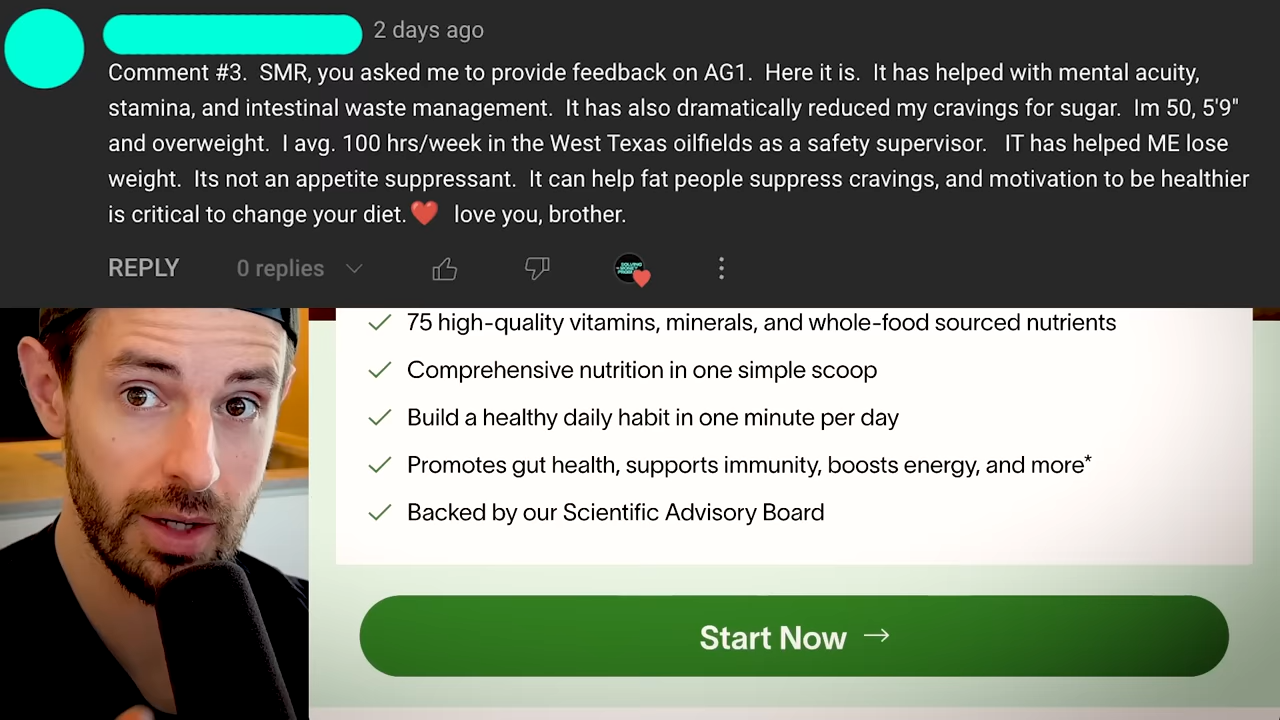 2 days ago
Comment #3.  SMR, you asked me to provide feedback on AG1.  Here it is.  It has helped with mental acuity,
stamina, and intestinal waste management.  It has also dramatically reduced my cravings for sugar.  Im 50, 5'9"
and overweight.  I avg. 100 hrs/week in the West Texas oilfields as a safety supervisor.   IT has helped ME lose
weight.  Its not an appetite suppressant.  It can help fat people suppress cravings, and motivation to be healthier
is critical to change your diet.❤️  love you, brother.
REPLY 0 replies
75 high-quality vitamins, minerals, and whole-food sourced nutrients
Comprehensive nutrition in one simple scoop
Build a healthy daily habit in one minute per day
Promotes gut health, supports immunity, boosts energy, and more*
Backed by our Scientific Advisory Board
Start Now →